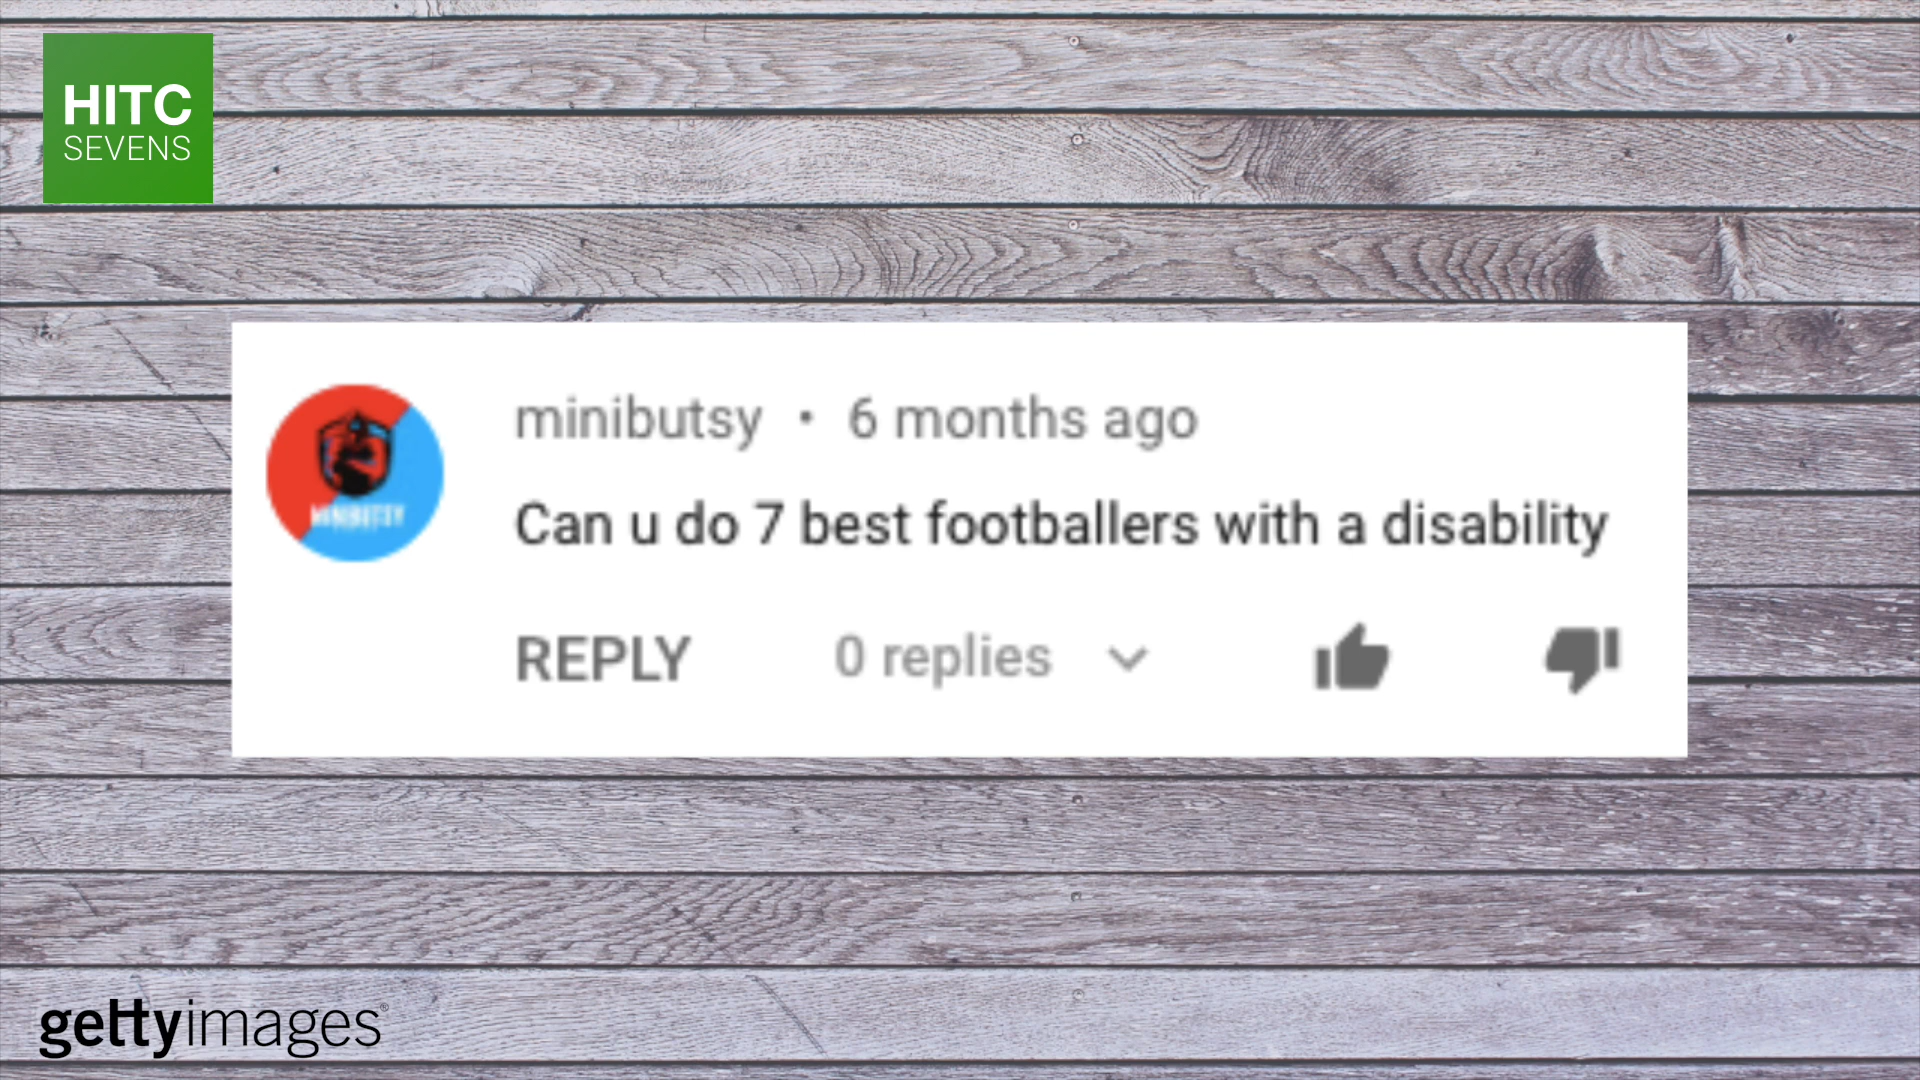 HITC
SEVENS
minibutsy • 6 months ago
Can u do 7 best footballers with a disability
REPLY 0 replies
gettyimages®